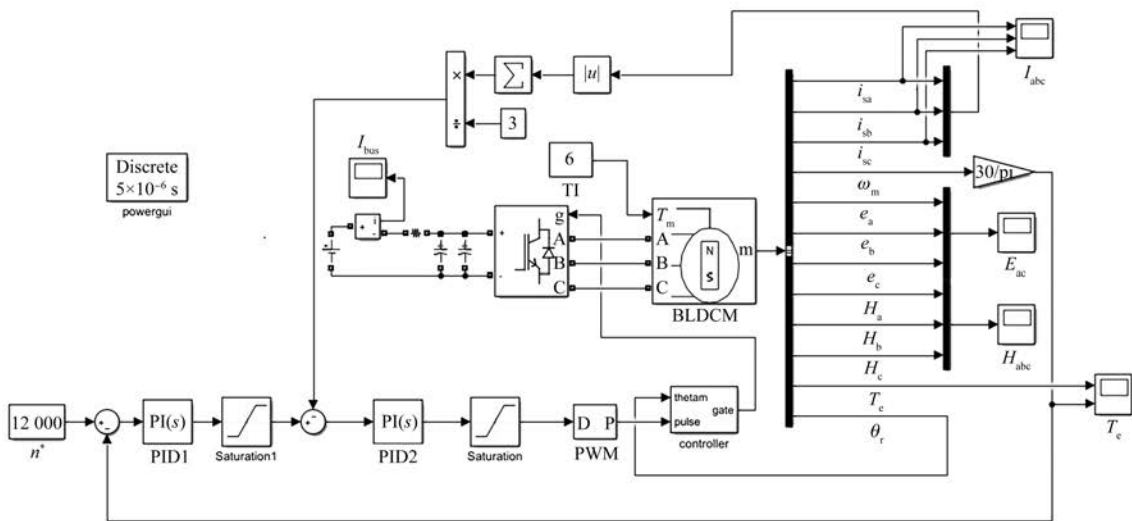 I_abc
|u|
∑
×
÷
3
i_sa
i_sb
i_sc
30/pi
I_bus
6
TI
Discrete
5×10⁻⁶ s
powergui
ω_m
e_a
e_b
e_c
E_ac
+
-
i
+
-
g
A
B
C
T_m
A
B
C
N
S
m
BLDCM
H_a
H_b
H_c
H_abc
T_e
θ_r
T_e
12 000
n*
+
-
PI(s)
PID1
Saturation1
+
-
PI(s)
PID2
Saturation
D P
PWM
thetam
gate
pulse
controller